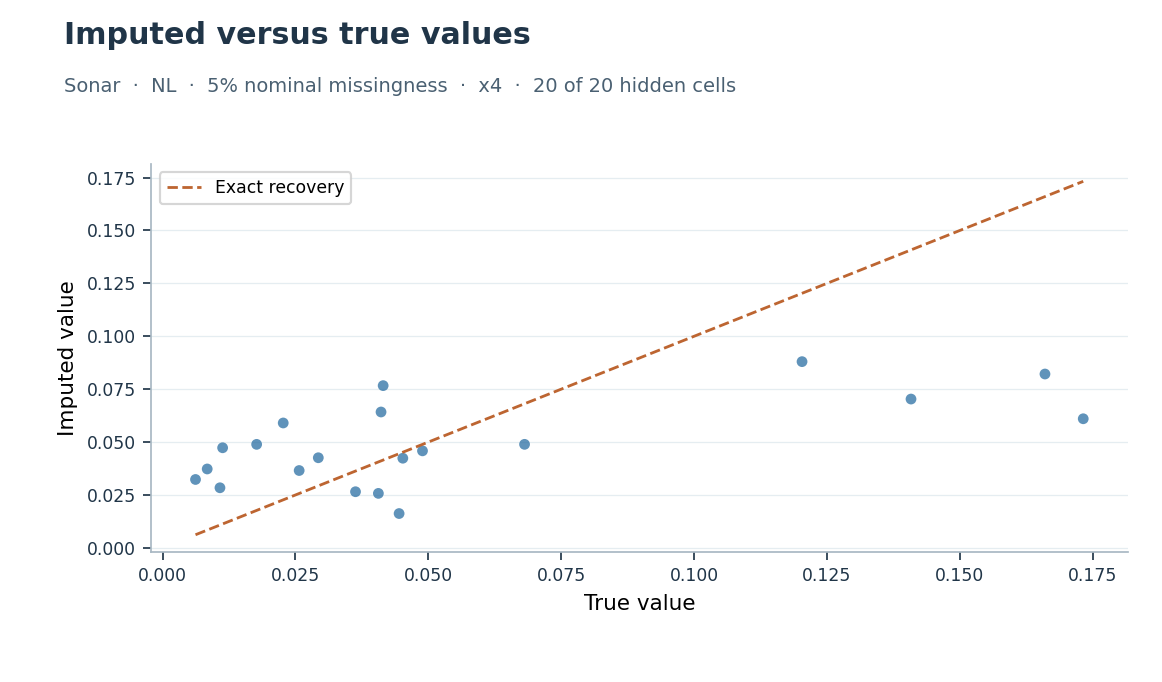 Imputed versus true values
Sonar · NL · 5% nominal missingness · x4 · 20 of 20 hidden cells
Exact recovery
0.175
0.150
0.125
0.100
0.075
0.050
0.025
0.000
Imputed value
0.000 0.025 0.050 0.075 0.100 0.125 0.150 0.175
True value